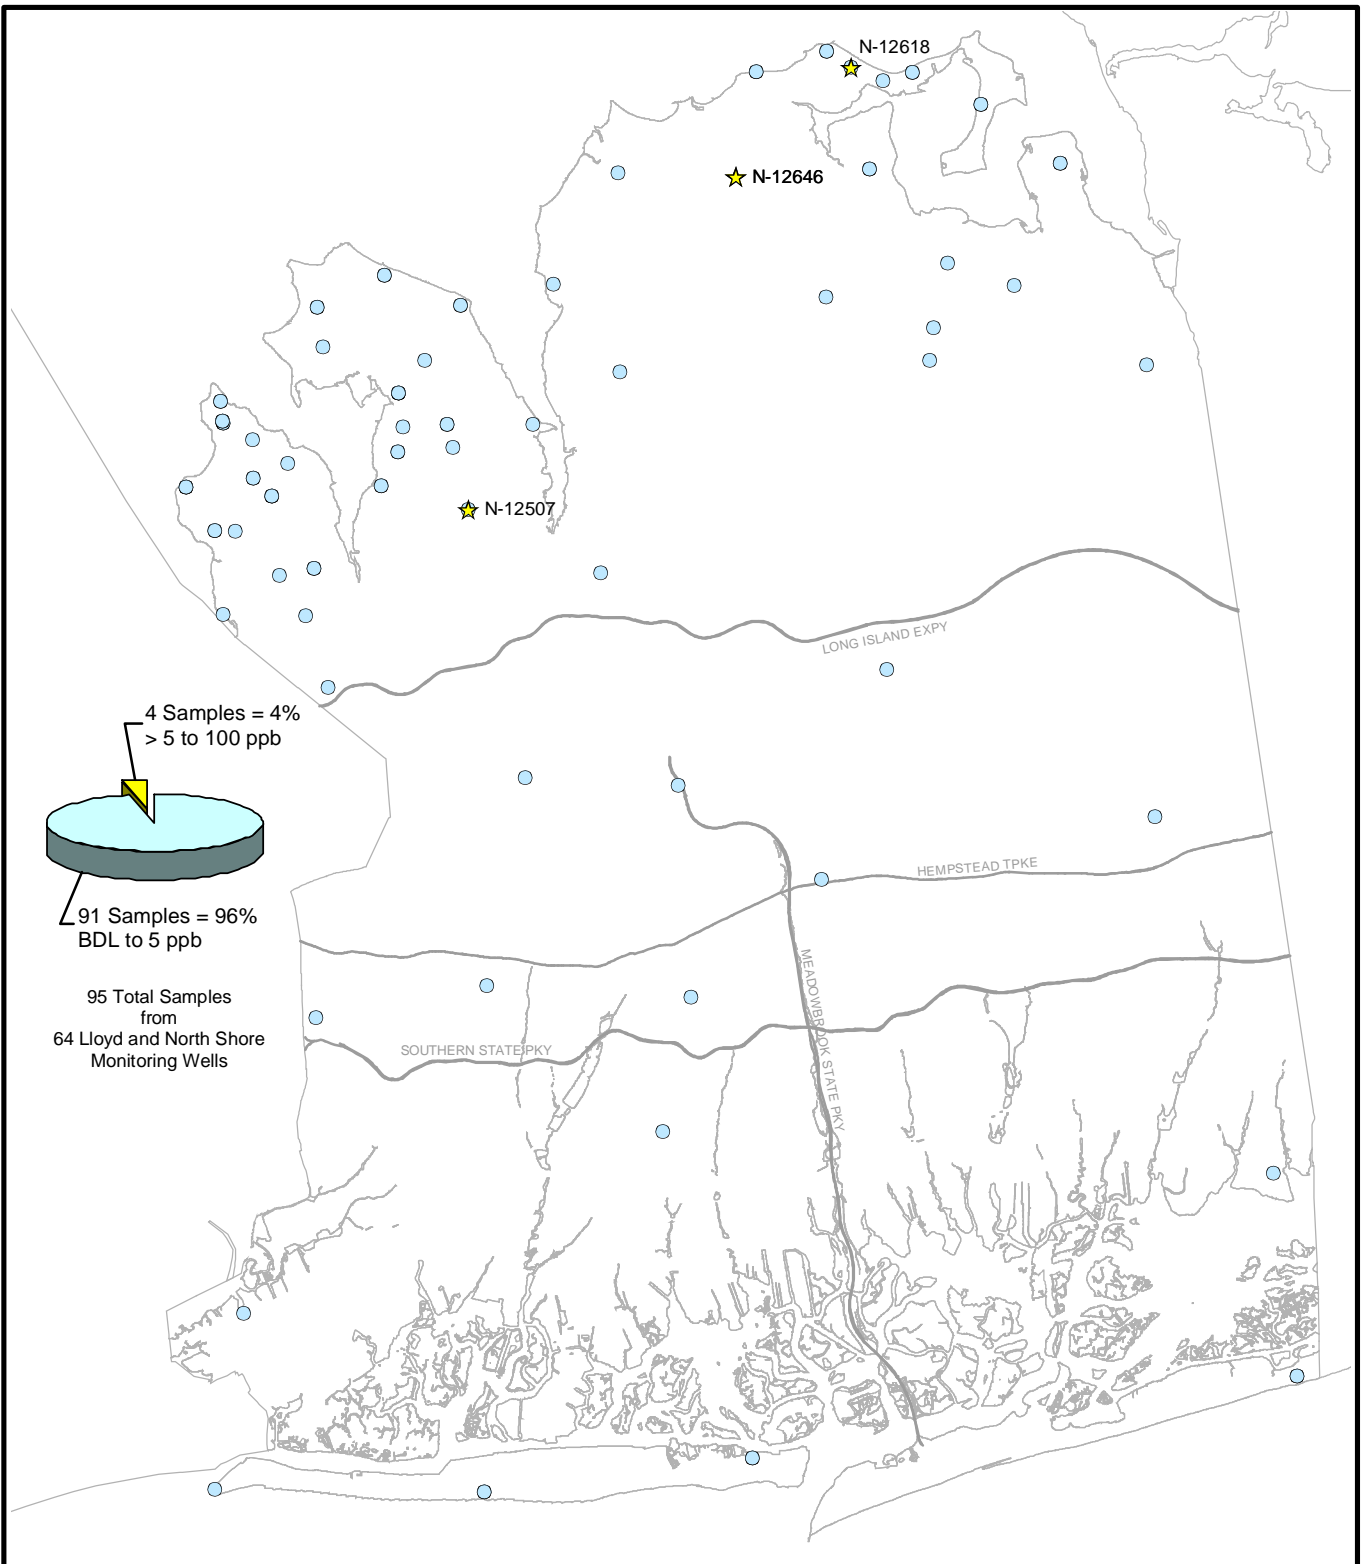 N-12618
N-12646
N-12507
LONG ISLAND EXPY
4 Samples = 4%
> 5 to 100 ppb
HEMPSTEAD TPKE
91 Samples = 96%
BDL to 5 ppb
MEADOWBROOK STATE PKY
95 Total Samples
from
64 Lloyd and North Shore
Monitoring Wells
SOUTHERN STATE PKY